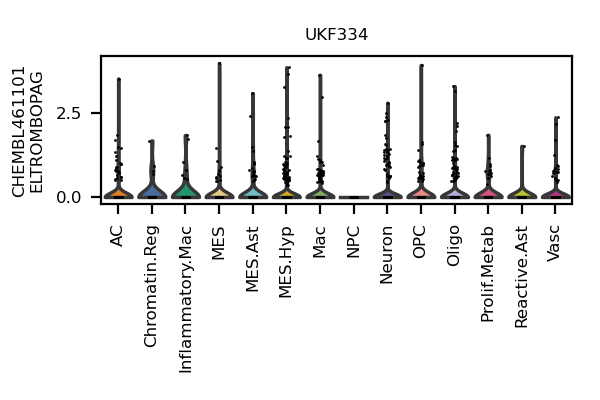 UKF334
CHEMBL461101
ELTROMBOPAG
2.5
0.0
AC
Chromatin.Reg
Inflammatory.Mac
MES
MES.Ast
MES.Hyp
Mac
NPC
Neuron
OPC
Oligo
Prolif.Metab
Reactive.Ast
Vasc